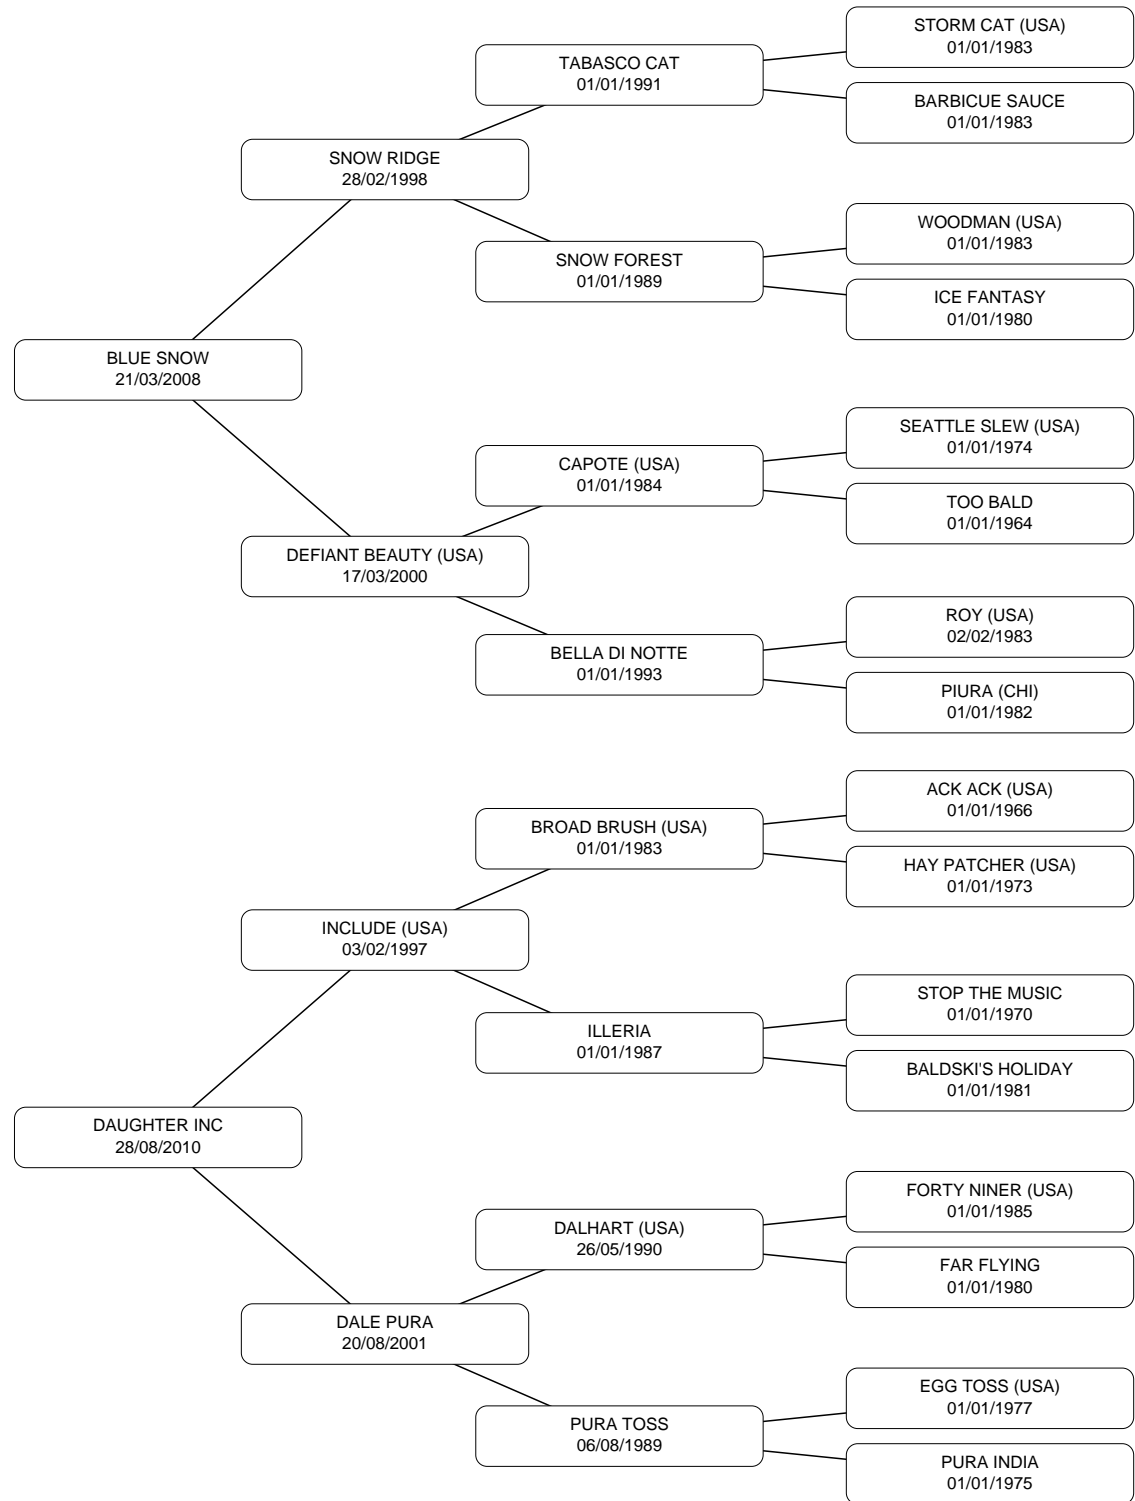 STORM CAT (USA)
01/01/1983
TABASCO CAT
01/01/1991
BARBICUE SAUCE
01/01/1983
SNOW RIDGE
28/02/1998
WOODMAN (USA)
01/01/1983
SNOW FOREST
01/01/1989
ICE FANTASY
01/01/1980
BLUE SNOW
21/03/2008
SEATTLE SLEW (USA)
01/01/1974
CAPOTE (USA)
01/01/1984
TOO BALD
01/01/1964
DEFIANT BEAUTY (USA)
17/03/2000
ROY (USA)
02/02/1983
BELLA DI NOTTE
01/01/1993
PIURA (CHI)
01/01/1982
ACK ACK (USA)
01/01/1966
BROAD BRUSH (USA)
01/01/1983
HAY PATCHER (USA)
01/01/1973
INCLUDE (USA)
03/02/1997
STOP THE MUSIC
01/01/1970
ILLERIA
01/01/1987
BALDSKI'S HOLIDAY
01/01/1981
DAUGHTER INC
28/08/2010
FORTY NINER (USA)
01/01/1985
DALHART (USA)
26/05/1990
FAR FLYING
01/01/1980
DALE PURA
20/08/2001
EGG TOSS (USA)
01/01/1977
PURA TOSS
06/08/1989
PURA INDIA
01/01/1975